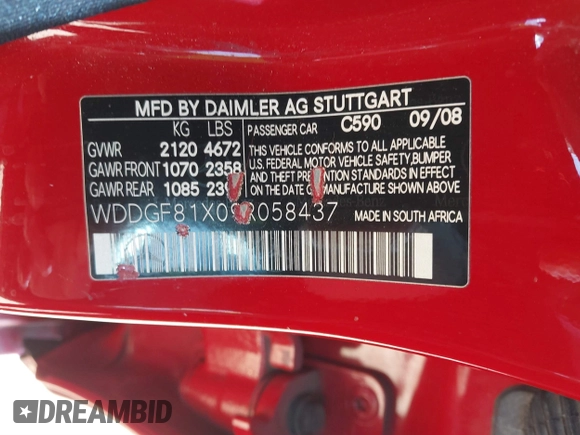 MFD BY DAIMLER AG STUTTGART
KG LBS PASSENGER CAR C590 09/08
GVWR 2120 4672
GAWR FRONT 1070 2358
GAWR REAR 1085
THIS VEHICLE CONFORMS TO ALL APPLICABLE
U.S. FEDERAL MOTOR VEHICLE SAFETY, BUMPER
AND THEFT PREVENTION STANDARDS IN EFFECT
ON THE DATE OF MANUFACTURE SHOWN ABOVE.
MADE IN SOUTH AFRICA
DREAMBID